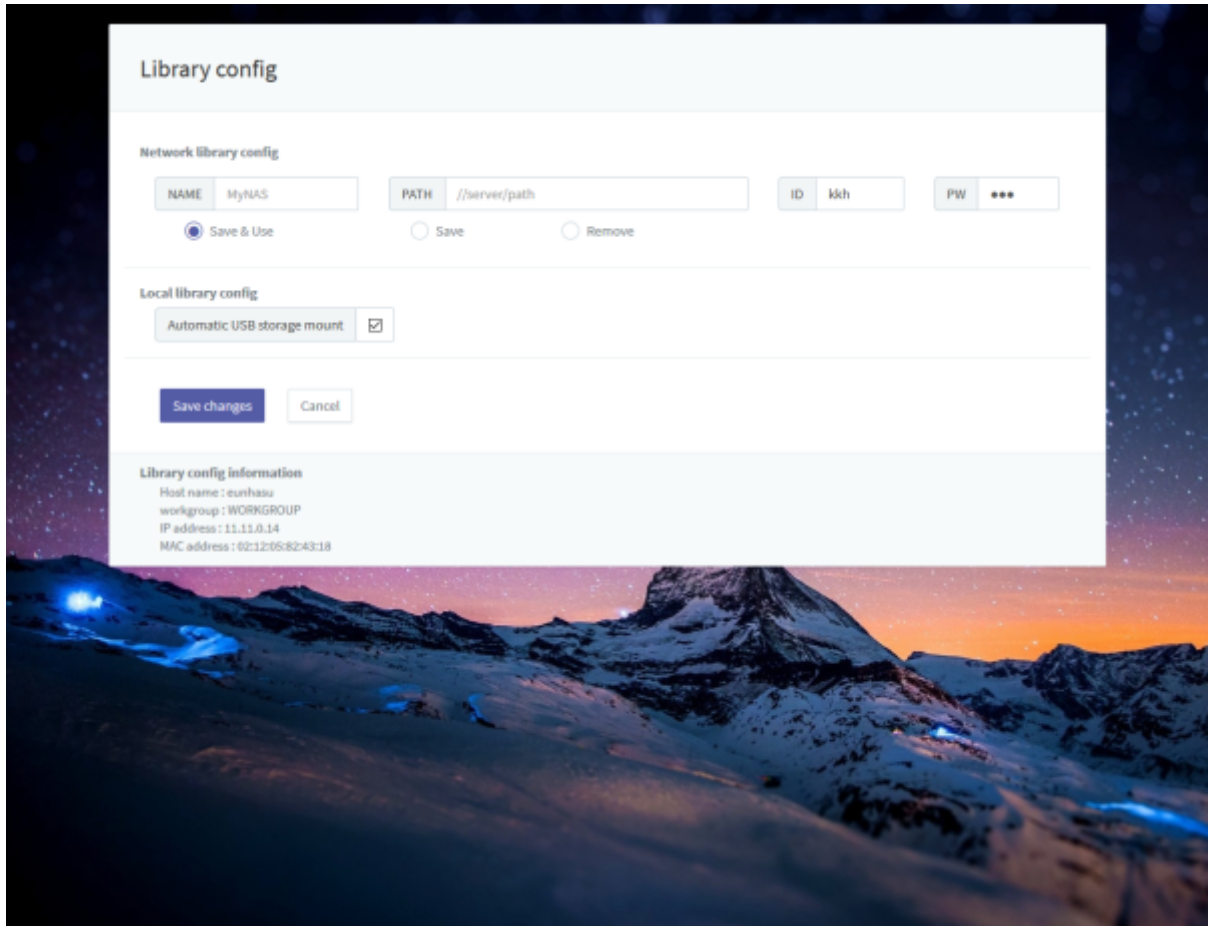 Library config
Network library config
NAME MyNAS PATH //server/path ID kkh PW •••
Save & Use Save Remove
Local library config
Automatic USB storage mount
Save changes Cancel
Library config information
Host name : eunhasu
workgroup : WORKGROUP
IP address : 11.11.0.14
MAC address : 02:12:05:82:43:18